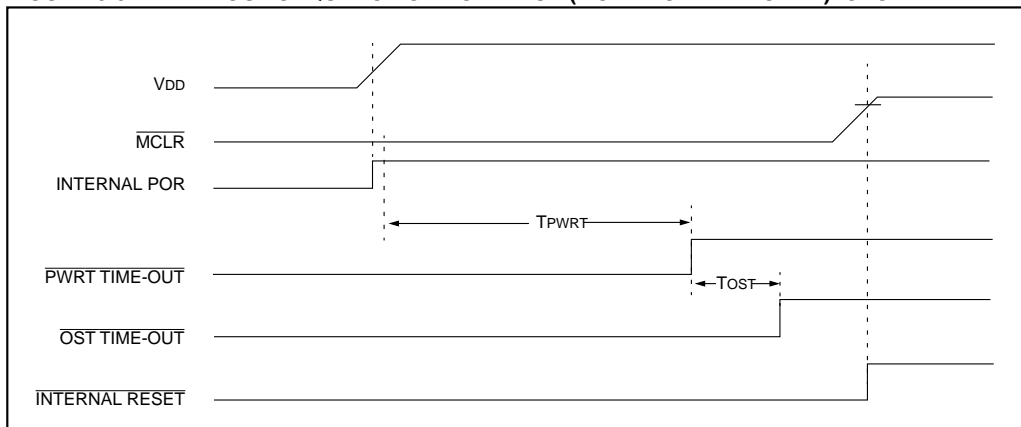 VDD
MCLR
INTERNAL POR
TPWRT
PWRT TIME-OUT
TOST
OST TIME-OUT
INTERNAL RESET